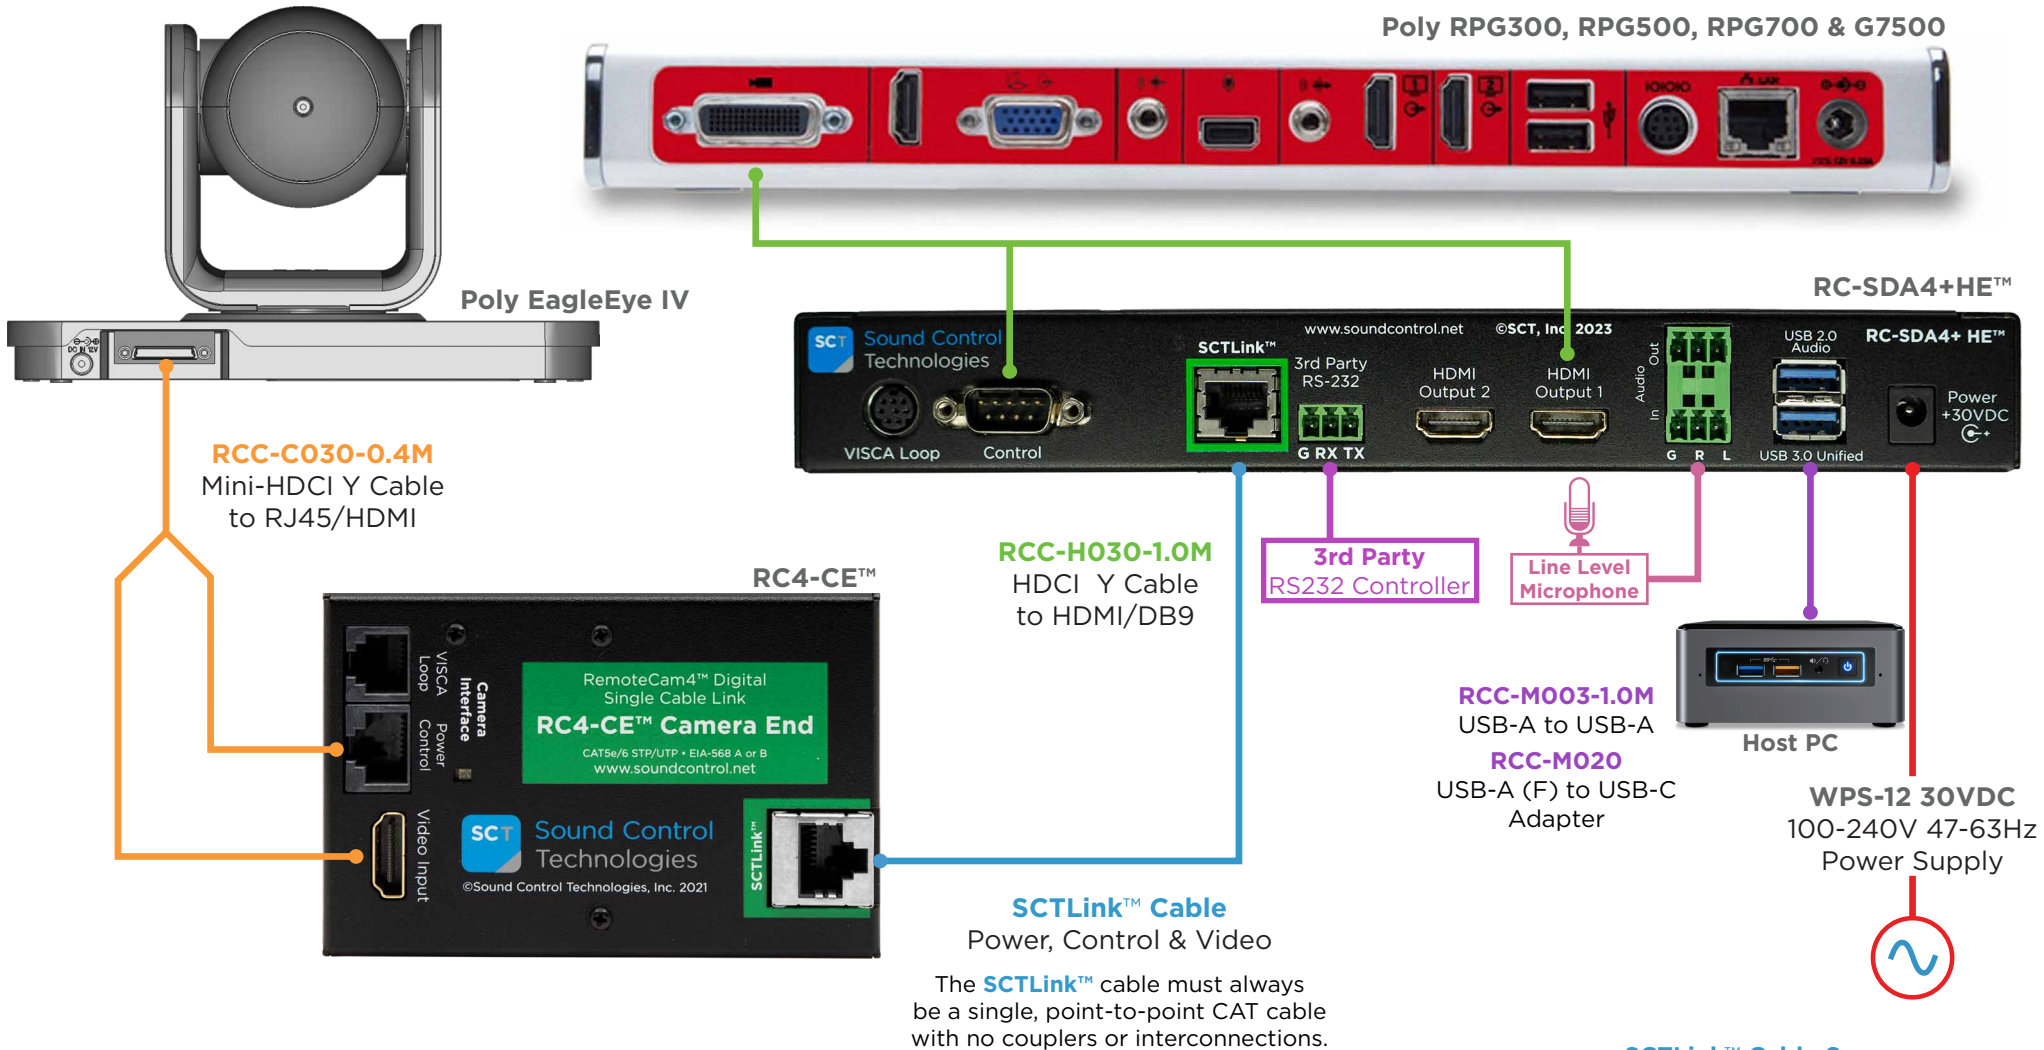 Poly RPG300, RPG500, RPG700 & G7500
IOIOIO
LAN
Poly EagleEye IV
DC IN 12V
RC-SDA4+HE™
SCT
Sound Control
Technologies
www.soundcontrol.net
©SCT, Inc. 2023
SCTLink™
3rd Party
RS-232
HDMI
Output 2
HDMI
Output 1
Audio
In
Out
USB 2.0
Audio
RC-SDA4+ HE™
Power
+30VDC
VISCA Loop
Control
G RX TX
G R L
USB 3.0 Unified
RCC-C030-0.4M
Mini-HDCI Y Cable
to RJ45/HDMI
RCC-H030-1.0M
HDCI Y Cable
to HDMI/DB9
3rd Party
RS232 Controller
Line Level
Microphone
RC4-CE™
VISCA
Loop
Camera
Interface
Power
Control
Video Input
RemoteCam4™ Digital
Single Cable Link
RC4-CE™ Camera End
CAT5e/6 STP/UTP • EIA-568 A or B
www.soundcontrol.net
SCT
Sound Control
Technologies
©Sound Control Technologies, Inc. 2021
SCTLink™
RCC-M003-1.0M
USB-A to USB-A
RCC-M020
USB-A (F) to USB-C
Adapter
Host PC
WPS-12 30VDC
100-240V 47-63Hz
Power Supply
SCTLink™ Cable
Power, Control & Video
The SCTLink™ cable must always
be a single, point-to-point CAT cable
with no couplers or interconnections.